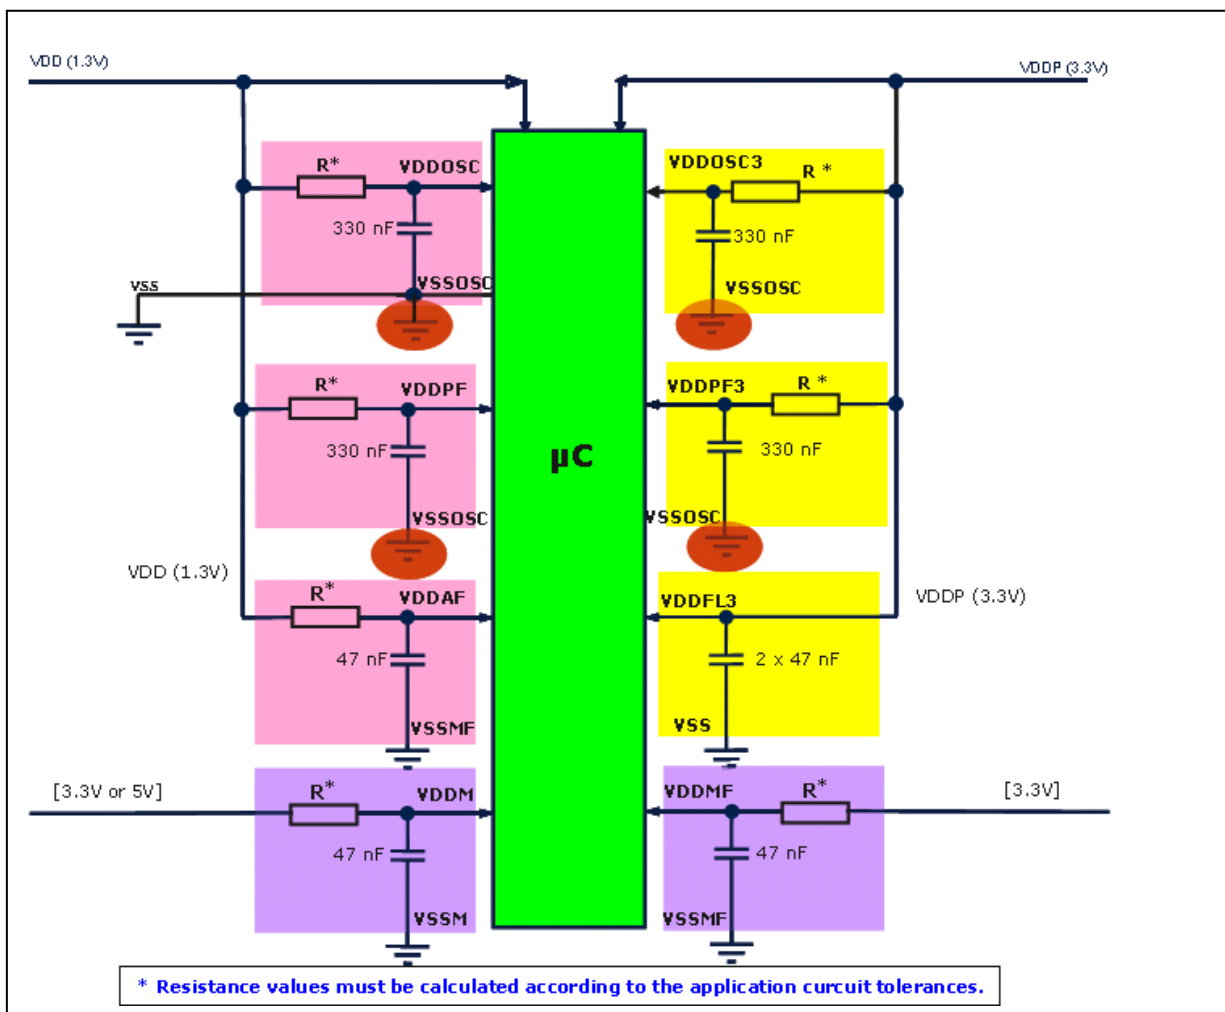 VDD (1.3V)
VDDP (3.3V)
R*
VDDOSC
VDDOSC3
R *
330 nF
330 nF
VSS
VSSOSC
VSSOSC
R*
VDDPF
VDDPF3
R *
330 nF
µC
330 nF
VSSOSC
VSSOSC
VDD (1.3V)
R*
VDDAF
VDDFL3
VDDP (3.3V)
47 nF
2 x 47 nF
VSSMF
VSS
[3.3V or 5V]
R*
VDDM
VDDMF
R*
[3.3V]
47 nF
47 nF
VSSM
VSSMF
* Resistance values must be calculated according to the application curcuit tolerances.